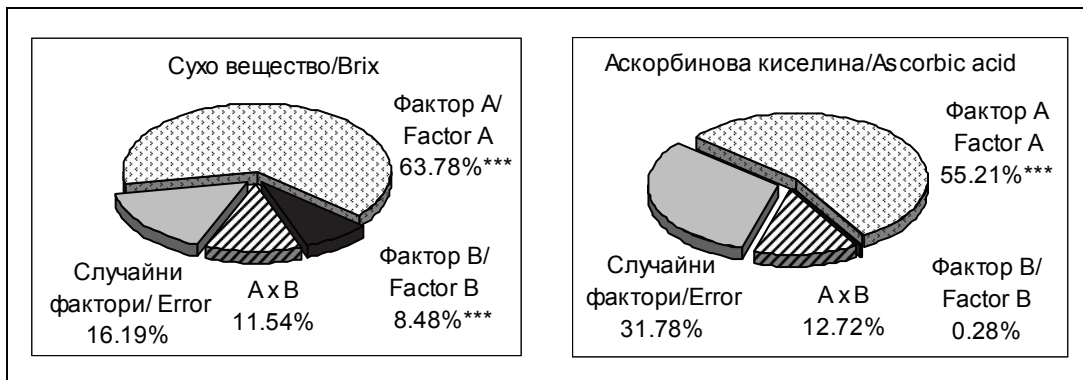 Сухо вещество/Brix
Фактор А/
Factor A
63.78%***
Фактор В/
Factor B
8.48%***
A x B
11.54%
Случайни
фактори/ Error
16.19%
Аскорбинова киселина/Ascorbic acid
Фактор А
Factor A
55.21%***
Фактор В/
Factor B
0.28%
A x B
12.72%
Случайни
фактори/Error
31.78%